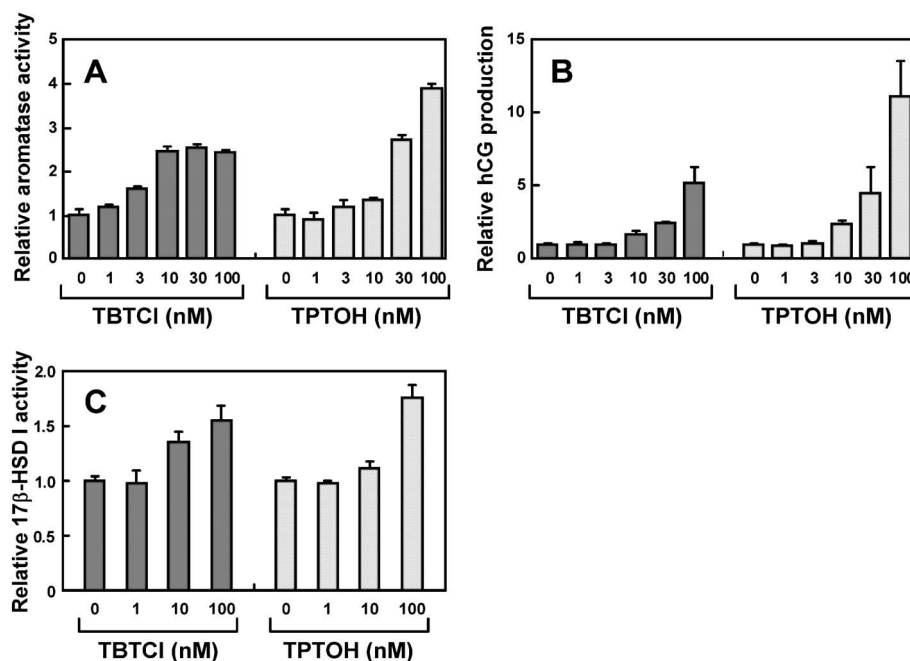 A
Relative aromatase activity
5
4
3
2
1
0
0 1 3 10 30 100 0 1 3 10 30 100
TBTCl (nM) TPTOH (nM)
B
Relative hCG production
15
10
5
0
0 1 3 10 30 100 0 1 3 10 30 100
TBTCl (nM) TPTOH (nM)
C
Relative 17β-HSD I activity
2.0
1.5
1.0
0.5
0
0 1 10 100 0 1 10 100
TBTCl (nM) TPTOH (nM)